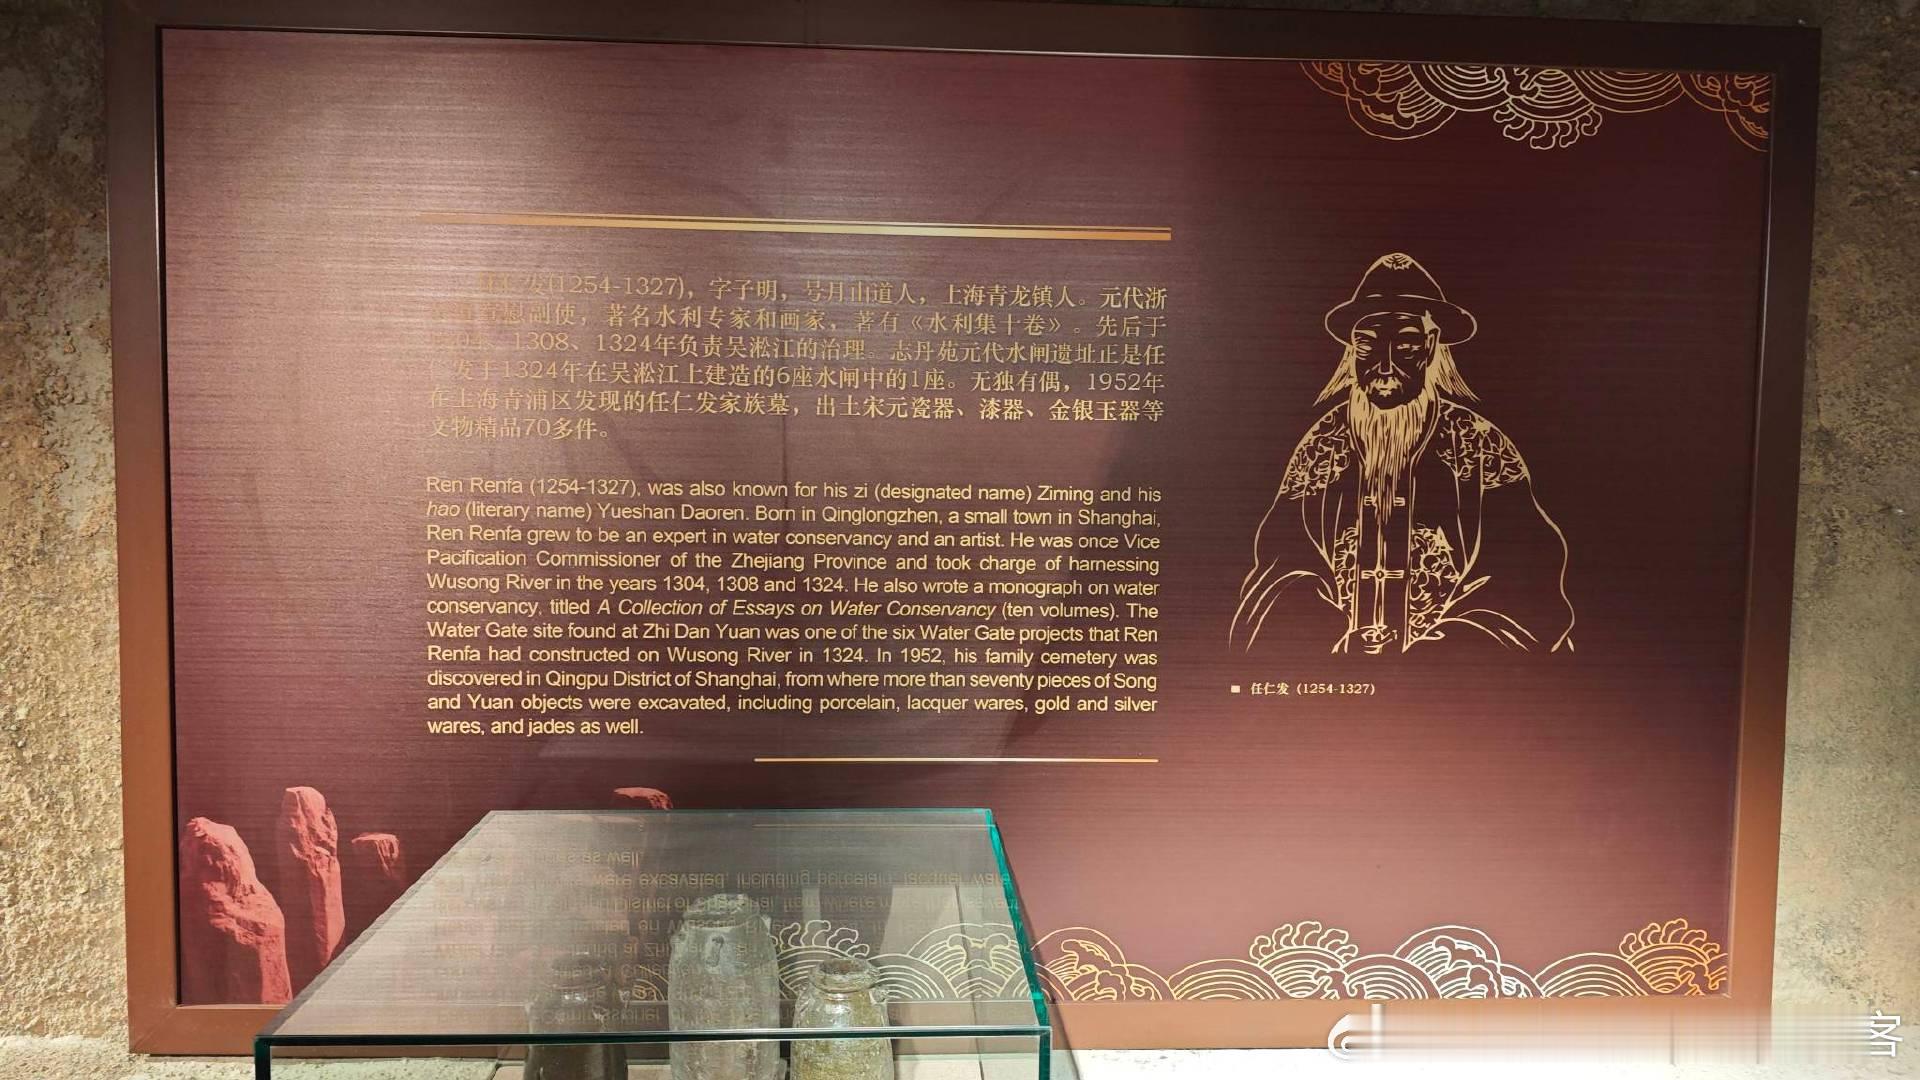 仁发(1254-1327)，字子明，号月山道人，上海青龙镇人。元代浙
慰副使，著名水利专家和画家，著有《水利集十卷》。先后于
04、1308、1324年负责吴淞江的治理。志丹苑元代水闸遗址正是任
发于1324年在吴淞江上建造的6座水闸中的1座。无独有偶，1952年
在上海青浦区发现的任仁发家族墓，出土宋元瓷器、漆器、金银玉器等
文物精品70多件。
Ren Renfa (1254-1327), was also known for his zi (designated name) Ziming and his
hao (literary name) Yueshan Daoren. Born in Qinglongzhen, a small town in Shanghai,
Ren Renfa grew to be an expert in water conservancy and an artist. He was once Vice
Pacification Commissioner of the Zhejiang Province and took charge of harnessing
Wusong River in the years 1304, 1308 and 1324. He also wrote a monograph on water
conservancy, titled A Collection of Essays on Water Conservancy (ten volumes). The
Water Gate site found at Zhi Dan Yuan was one of the six Water Gate projects that Ren
Renfa had constructed on Wusong River in 1324. In 1952, his family cemetery was
discovered in Qingpu District of Shanghai, from where more than seventy pieces of Song
and Yuan objects were excavated, including porcelain, lacquer wares, gold and silver
wares, and jades as well.
任仁发 (1254-1327)
客